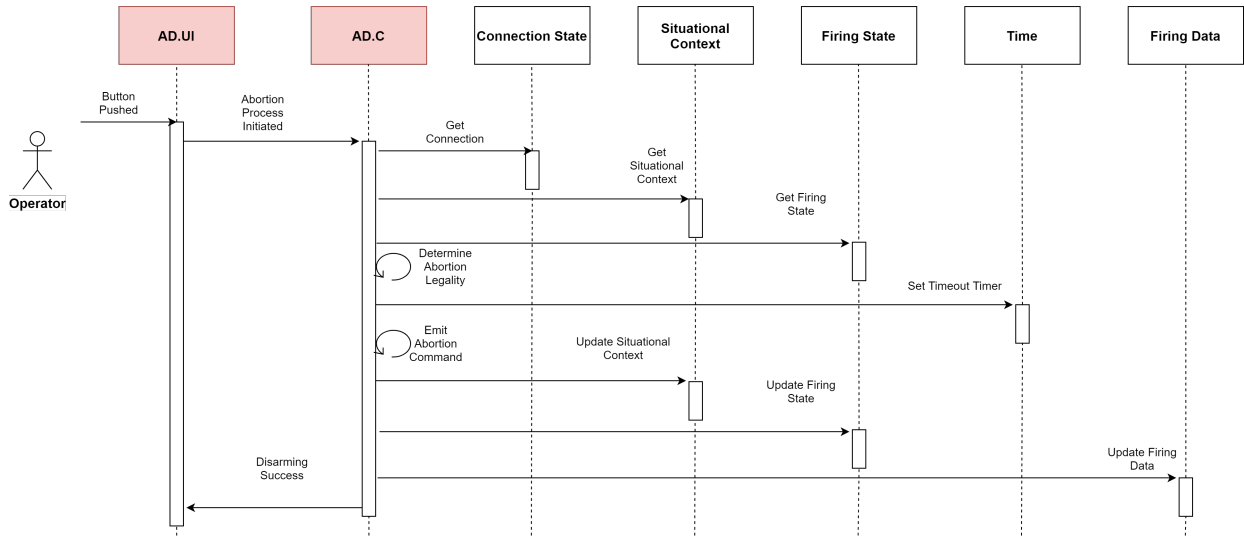 AD.UI
AD.C
Connection State
Situational
Context
Firing State
Time
Firing Data
Button
Pushed
Abortion
Process
Initiated
Get
Connection
Get
Situational
Context
Operator
Get Firing
State
Determine
Abortion
Legality
Set Timeout Timer
Emit
Abortion
Command
Update Situational
Context
Update Firing
State
Disarming
Success
Update Firing
Data